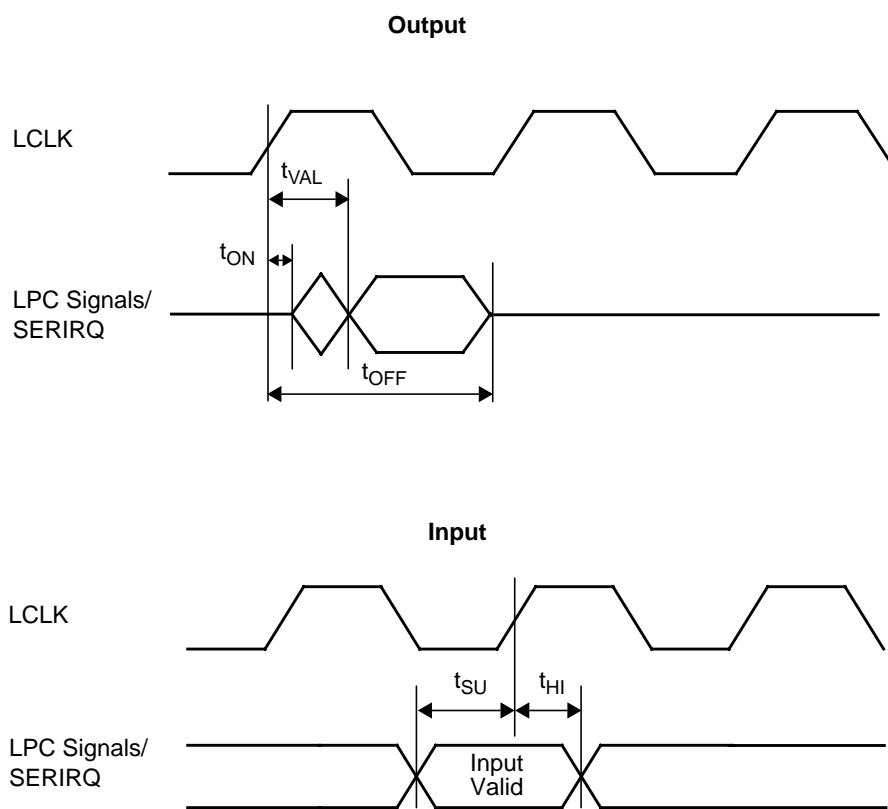 Output
LCLK
tVAL
tON
LPC Signals/
SERIRQ
tOFF
Input
LCLK
tSU
tHI
LPC Signals/
SERIRQ
Input
Valid